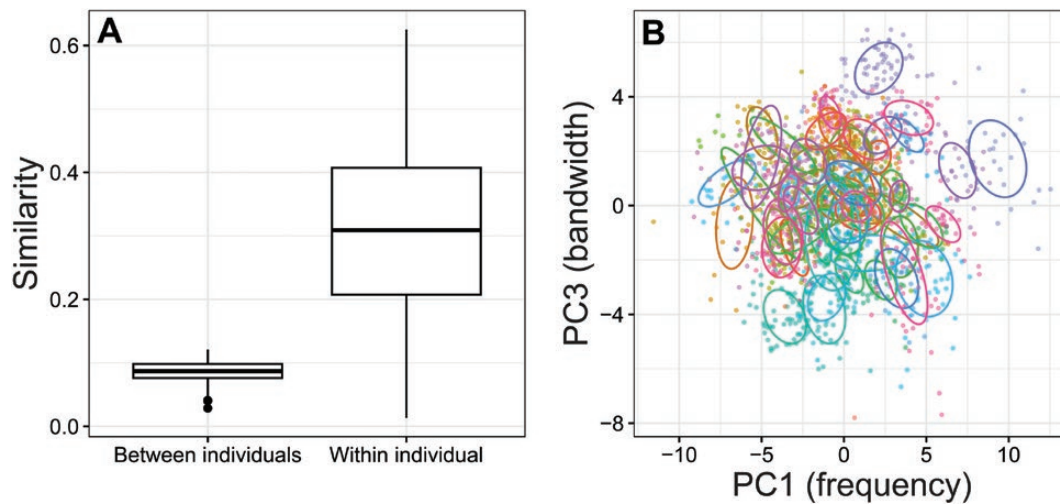 A
Similarity
0.6
0.4
0.2
0.0
Between individuals
Within individual
B
PC3 (bandwidth)
4
0
−4
−8
−10
−5
0
5
10
PC1 (frequency)